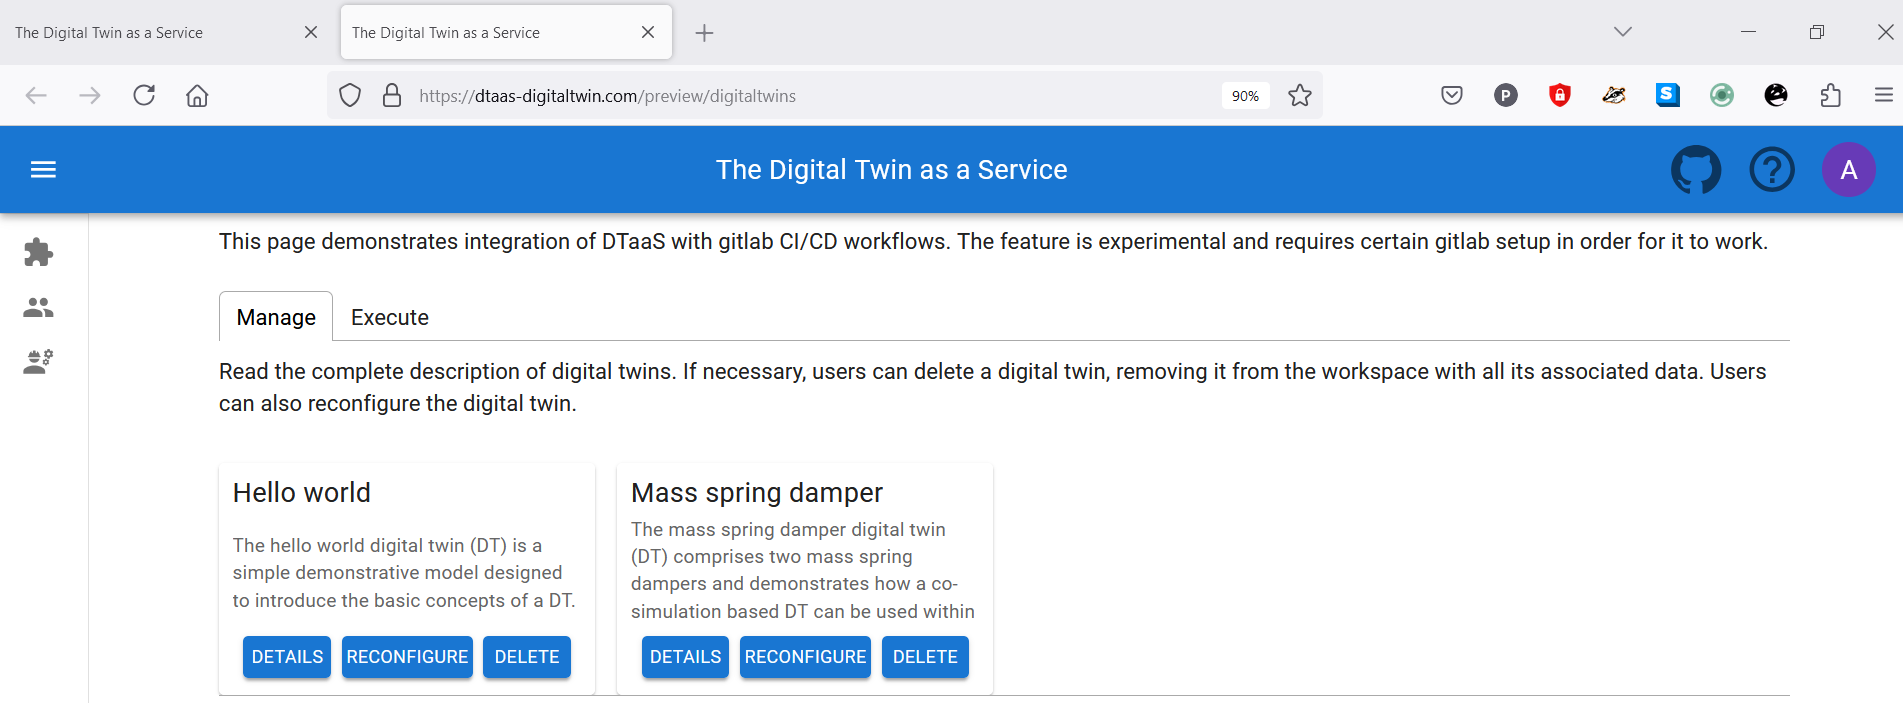 The Digital Twin as a Service
The Digital Twin as a Service
https://dtaas-digitaltwin.com/preview/digitaltwins
90%
P
S
The Digital Twin as a Service
?
A
This page demonstrates integration of DTaaS with gitlab CI/CD workflows. The feature is experimental and requires certain gitlab setup in order for it to work.
Manage
Execute
Read the complete description of digital twins. If necessary, users can delete a digital twin, removing it from the workspace with all its associated data. Users
can also reconfigure the digital twin.
Hello world
The hello world digital twin (DT) is a
simple demonstrative model designed
to introduce the basic concepts of a DT.
DETAILS
RECONFIGURE
DELETE
Mass spring damper
The mass spring damper digital twin
(DT) comprises two mass spring
dampers and demonstrates how a co-
simulation based DT can be used within
DETAILS
RECONFIGURE
DELETE